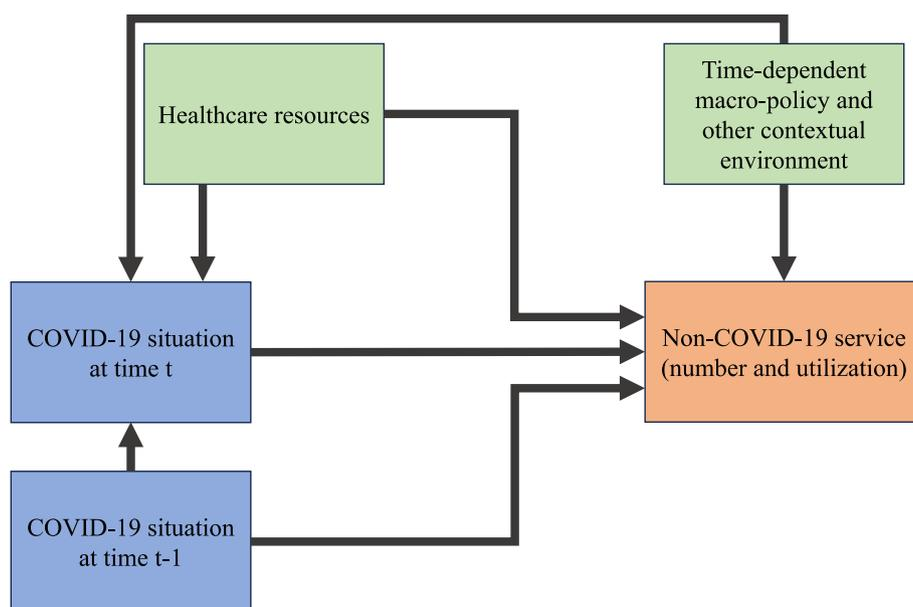 Healthcare resources
Time-dependent
macro-policy and
other contextual
environment
COVID-19 situation
at time t
Non-COVID-19 service
(number and utilization)
COVID-19 situation
at time t-1